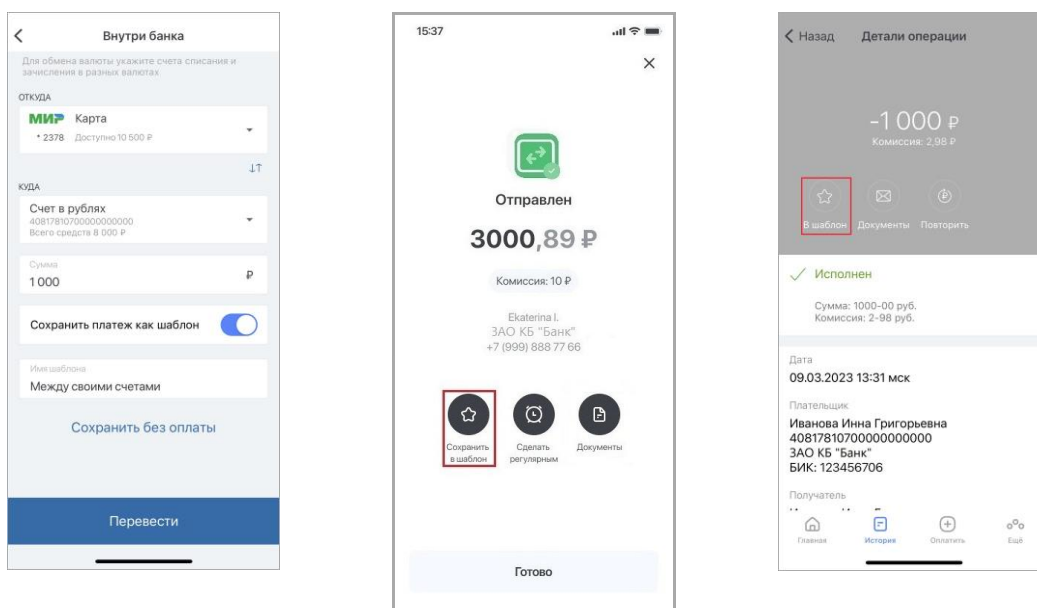 Внутри банка
Для обмена валюты укажите счета списания и
зачисления в разных валютах
ОТКУДА
МИР Карта
* 2378 Доступно 10 500 ₽
КУДА
Счет в рублях
40817810700000000000
Всего средств 8 000 ₽
Сумма
1 000 ₽
Сохранить платеж как шаблон
Имя шаблона
Между своими счетами
Сохранить без оплаты
Перевести
15:37
Отправлен
3000,89 ₽
Комиссия: 10 ₽
Ekaterina I.
ЗАО КБ "Банк"
+7 (999) 888 77 66
Сохранить
в шаблон
Сделать
регулярным
Документы
Готово
Назад Детали операции
-1 000 ₽
Комиссия: 2,98 ₽
В шаблон Документы Повторить
Исполнен
Сумма: 1000-00 руб.
Комиссия: 2-98 руб.
Дата
09.03.2023 13:31 мск
Плательщик
Иванова Инна Григорьевна
40817810700000000000
ЗАО КБ "Банк"
БИК: 123456706
Получатель
Главная История Оплатить Ещё